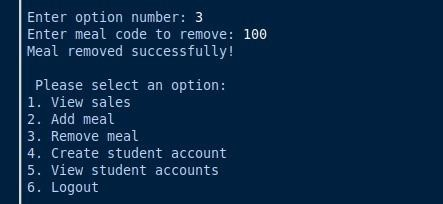 Enter option number: 3
Enter meal code to remove: 100
Meal removed successfully!
Please select an option:
1. View sales
2. Add meal
3. Remove meal
4. Create student account
5. View student accounts
6. Logout